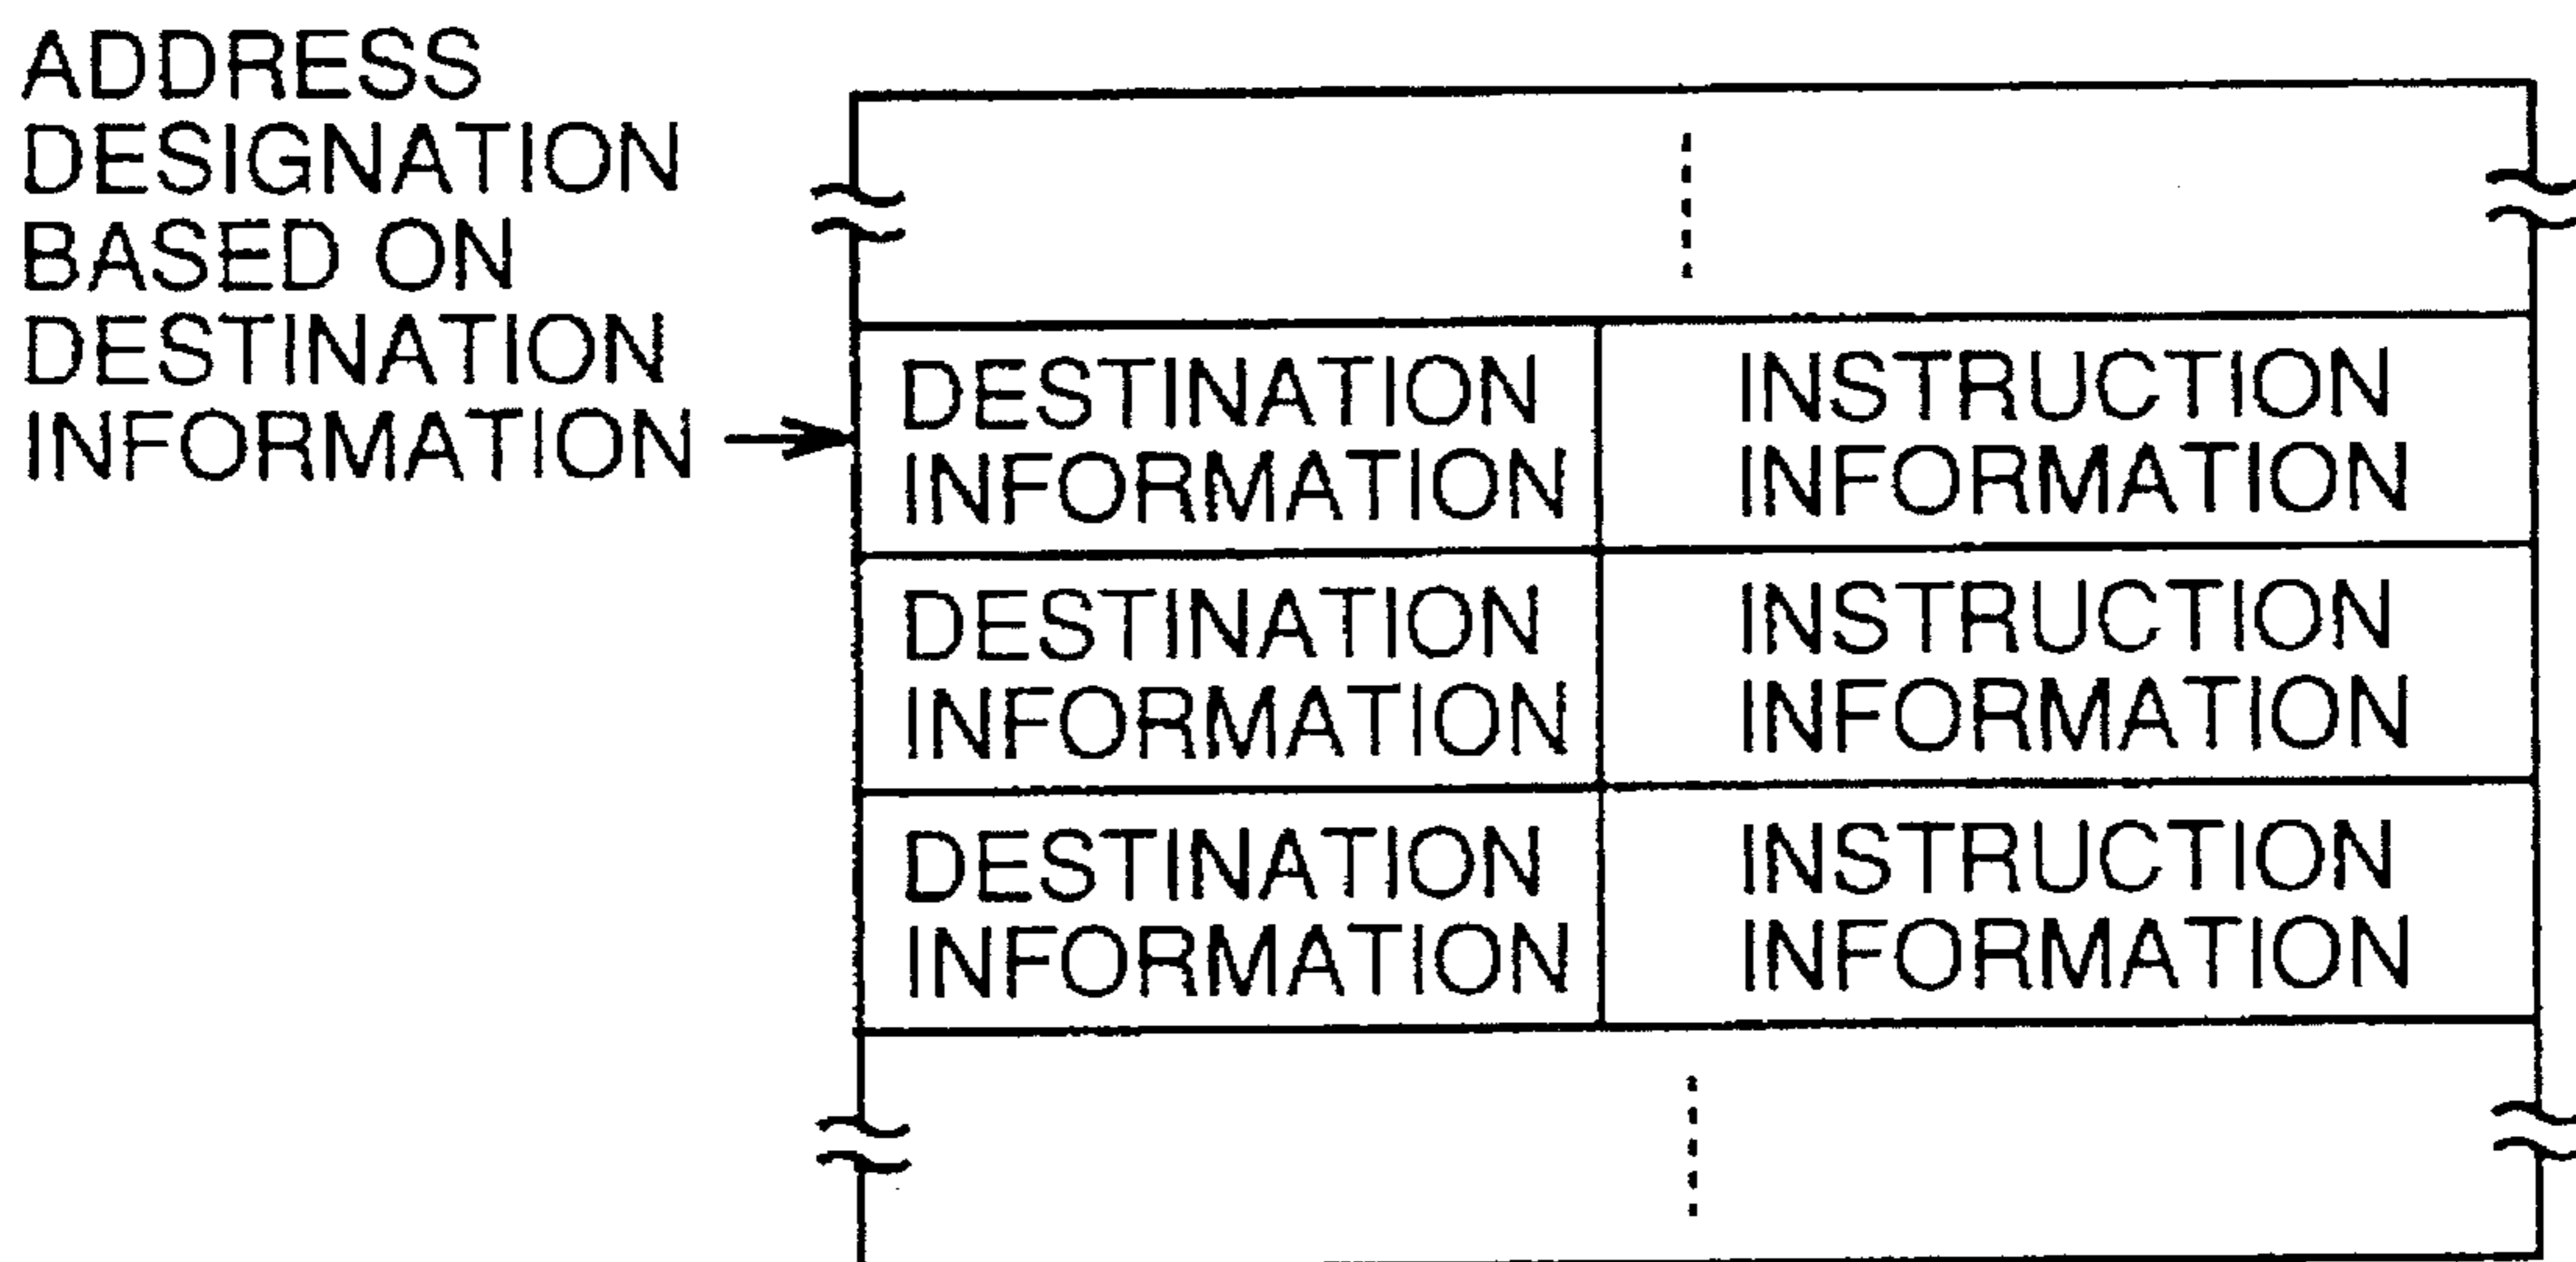 ADDRESS
DESIGNATION
BASED ON
DESTINATION
INFORMATION
DESTINATION
INFORMATION
INSTRUCTION
INFORMATION
DESTINATION
INFORMATION
INSTRUCTION
INFORMATION
DESTINATION
INFORMATION
INSTRUCTION
INFORMATION